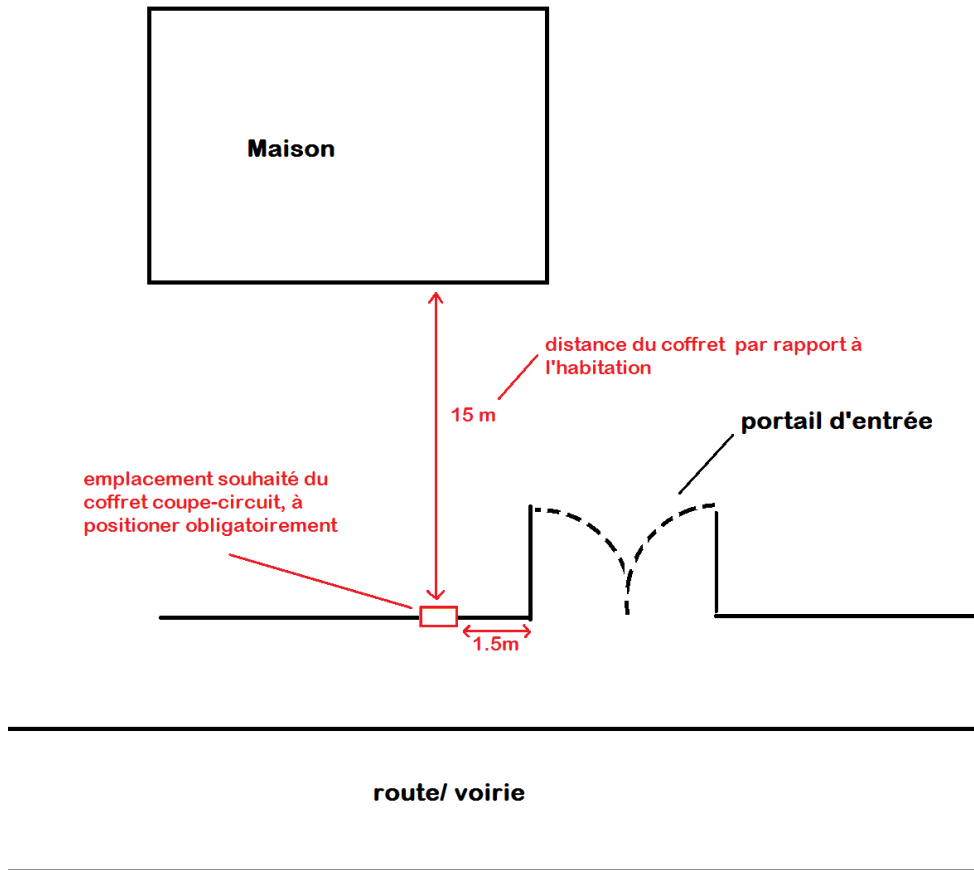 Maison
distance du coffret par rapport à
l'habitation
15 m
portail d'entrée
emplacement souhaité du
coffret coupe-circuit, à
positioner obligatoirement
1.5m
route/ voirie